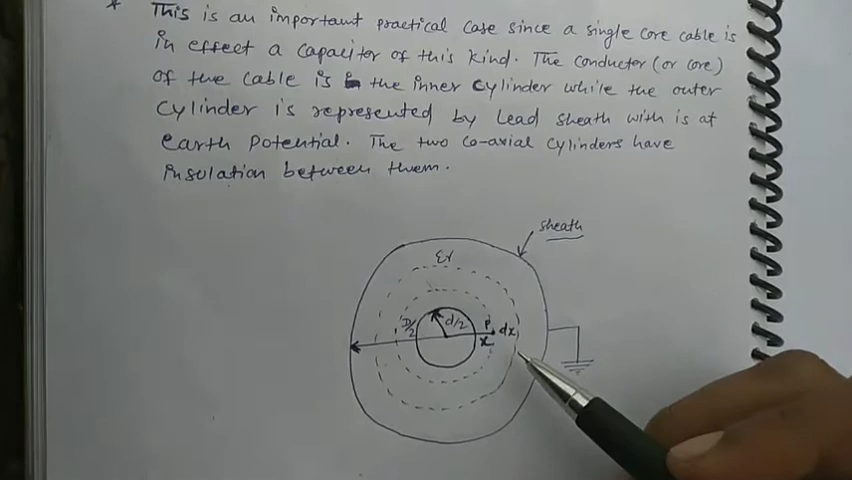 * This is an important practical case since a single core cable is
in effect a capacitor of this kind. The conductor (or core)
of the cable is the inner cylinder while the outer
cylinder is represented by lead sheath with is at
earth potential. The two co-axial cylinders have
insulation between them.
sheath
εr
D/2 d/2 P dx
x